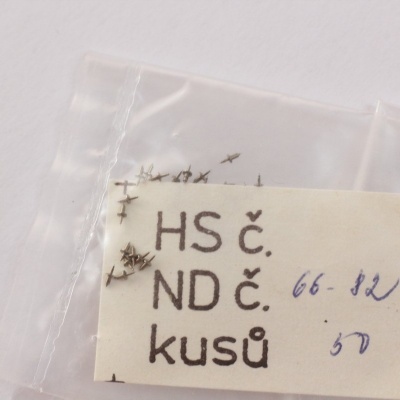 HS č.
ND č. 66-82
kusů 50